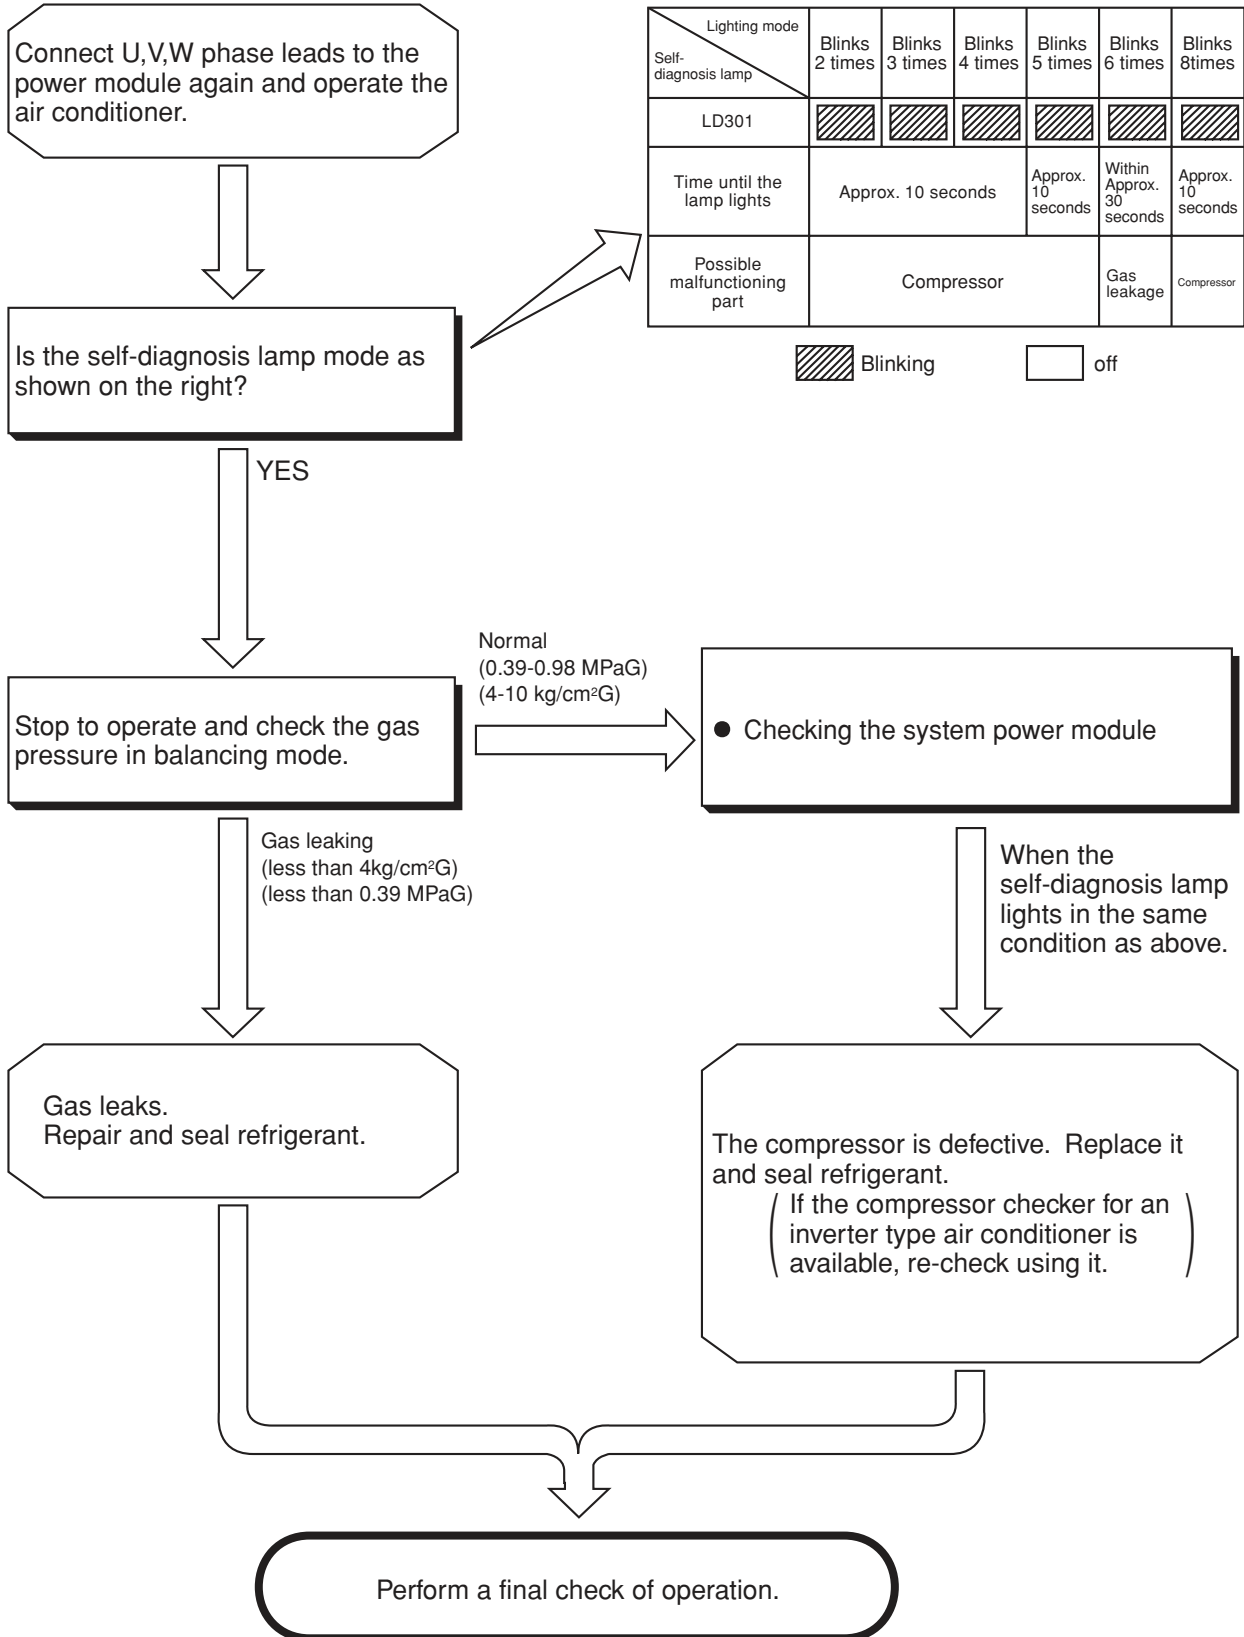 Connect U,V,W phase leads to the
power module again and operate the
air conditioner.
Lighting mode
Self-
diagnosis lamp
Blinks
2 times
Blinks
3 times
Blinks
4 times
Blinks
5 times
Blinks
6 times
Blinks
8times
LD301
Time until the
lamp lights
Approx. 10 seconds
Approx.
10
seconds
Within
Approx.
30
seconds
Approx.
10
seconds
Possible
malfunctioning
part
Compressor
Gas
leakage
Compressor
Blinking
off
Is the self-diagnosis lamp mode as
shown on the right?
YES
Normal
(0.39-0.98 MPaG)
(4-10 kg/cm²G)
Stop to operate and check the gas
pressure in balancing mode.
● Checking the system power module
Gas leaking
(less than 4kg/cm²G)
(less than 0.39 MPaG)
When the
self-diagnosis lamp
lights in the same
condition as above.
Gas leaks.
Repair and seal refrigerant.
The compressor is defective.  Replace it
and seal refrigerant.
( If the compressor checker for an
inverter type air conditioner is
available, re-check using it. )
Perform a final check of operation.